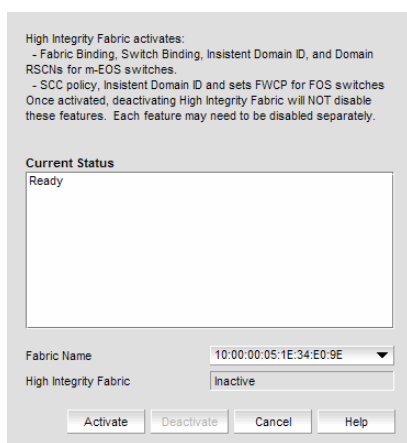 High Integrity Fabric activates:
- Fabric Binding, Switch Binding, Insistent Domain ID, and Domain
RSCNs for m-EOS switches.
- SCC policy, Insistent Domain ID and sets FWCP for FOS switches
Once activated, deactivating High Integrity Fabric will NOT disable
these features. Each feature may need to be disabled separately.
Current Status
Ready
Fabric Name 10:00:00:05:1E:34:E0:9E
High Integrity Fabric Inactive
Activate Deactivate Cancel Help